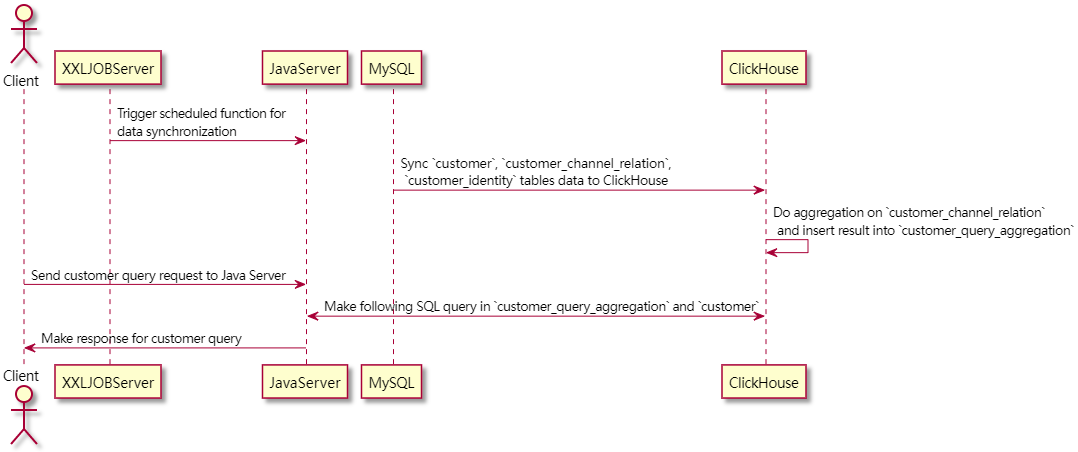 Client
XXLJOBServer
JavaServer
MySQL
ClickHouse
Trigger scheduled function for
data synchronization
Sync `customer`, `customer_channel_relation`,
`customer_identity` tables data to ClickHouse
Do aggregation on `customer_channel_relation`
and insert result into `customer_query_aggregation`
Send customer query request to Java Server
Make following SQL query in `customer_query_aggregation` and `customer`
Make response for customer query
Client
XXLJOBServer
JavaServer
MySQL
ClickHouse